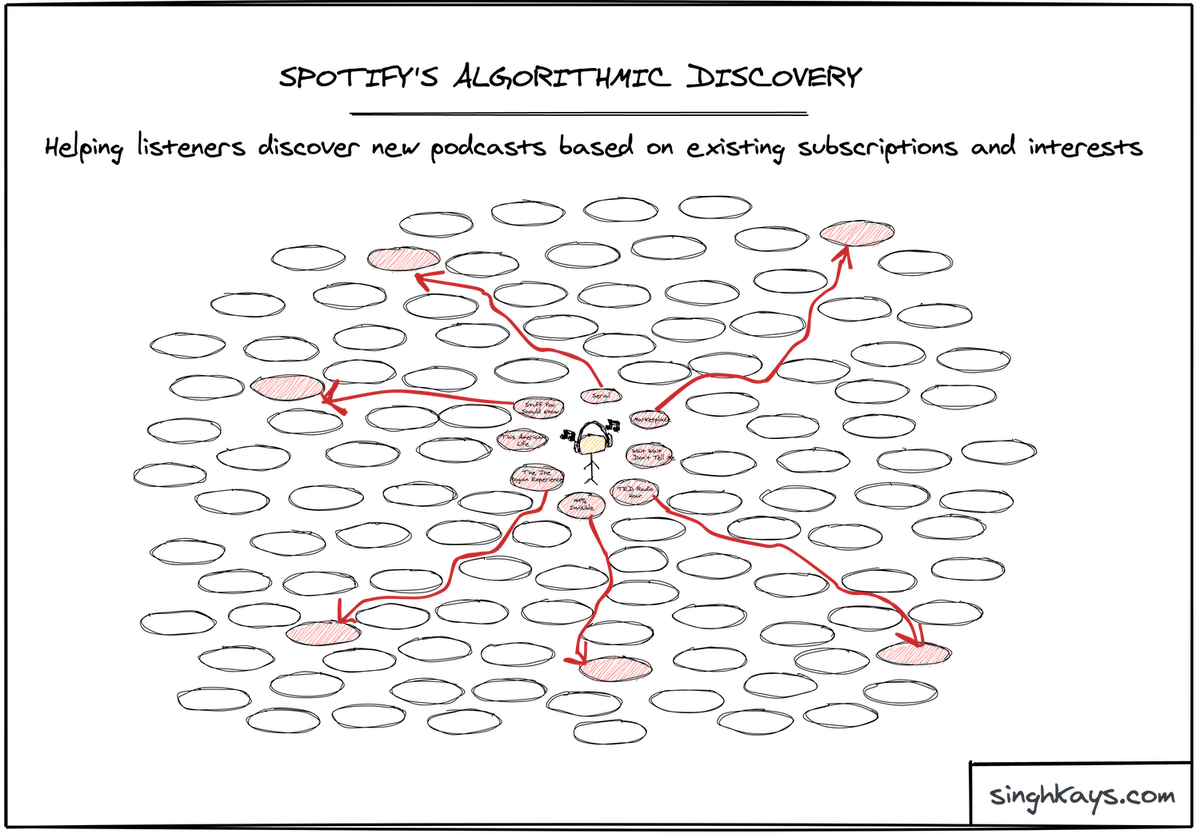 SPOTIFY'S ALGORITHMIC DISCOVERY
Helping listeners discover new podcasts based on existing subscriptions and interests
Serial
Stuff You
Should Know
Marketplace
This American
Life
Wait Wait
Don't Tell Me
The Joe
Rogan Experience
TED Radio
Hour
99%
Invisible
singhkays.com